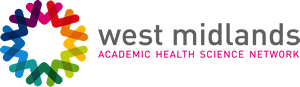 west midlands
ACADEMIC HEALTH SCIENCE NETWORK